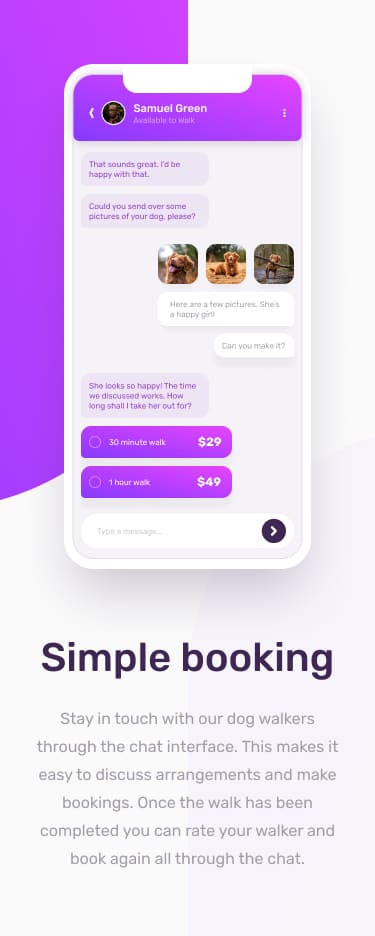 Samuel Green
Available to Walk
That sounds great. I'd be
happy with that.
Could you send over some
pictures of your dog, please?
Here are a few pictures. She's
a happy girl!
Can you make it?
She looks so happy! The time
we discussed works. How
long shall I take her out for?
30 minute walk $29
1 hour walk $49
Type a message...
Simple booking
Stay in touch with our dog walkers
through the chat interface. This makes it
easy to discuss arrangements and make
bookings. Once the walk has been
completed you can rate your walker and
book again all through the chat.